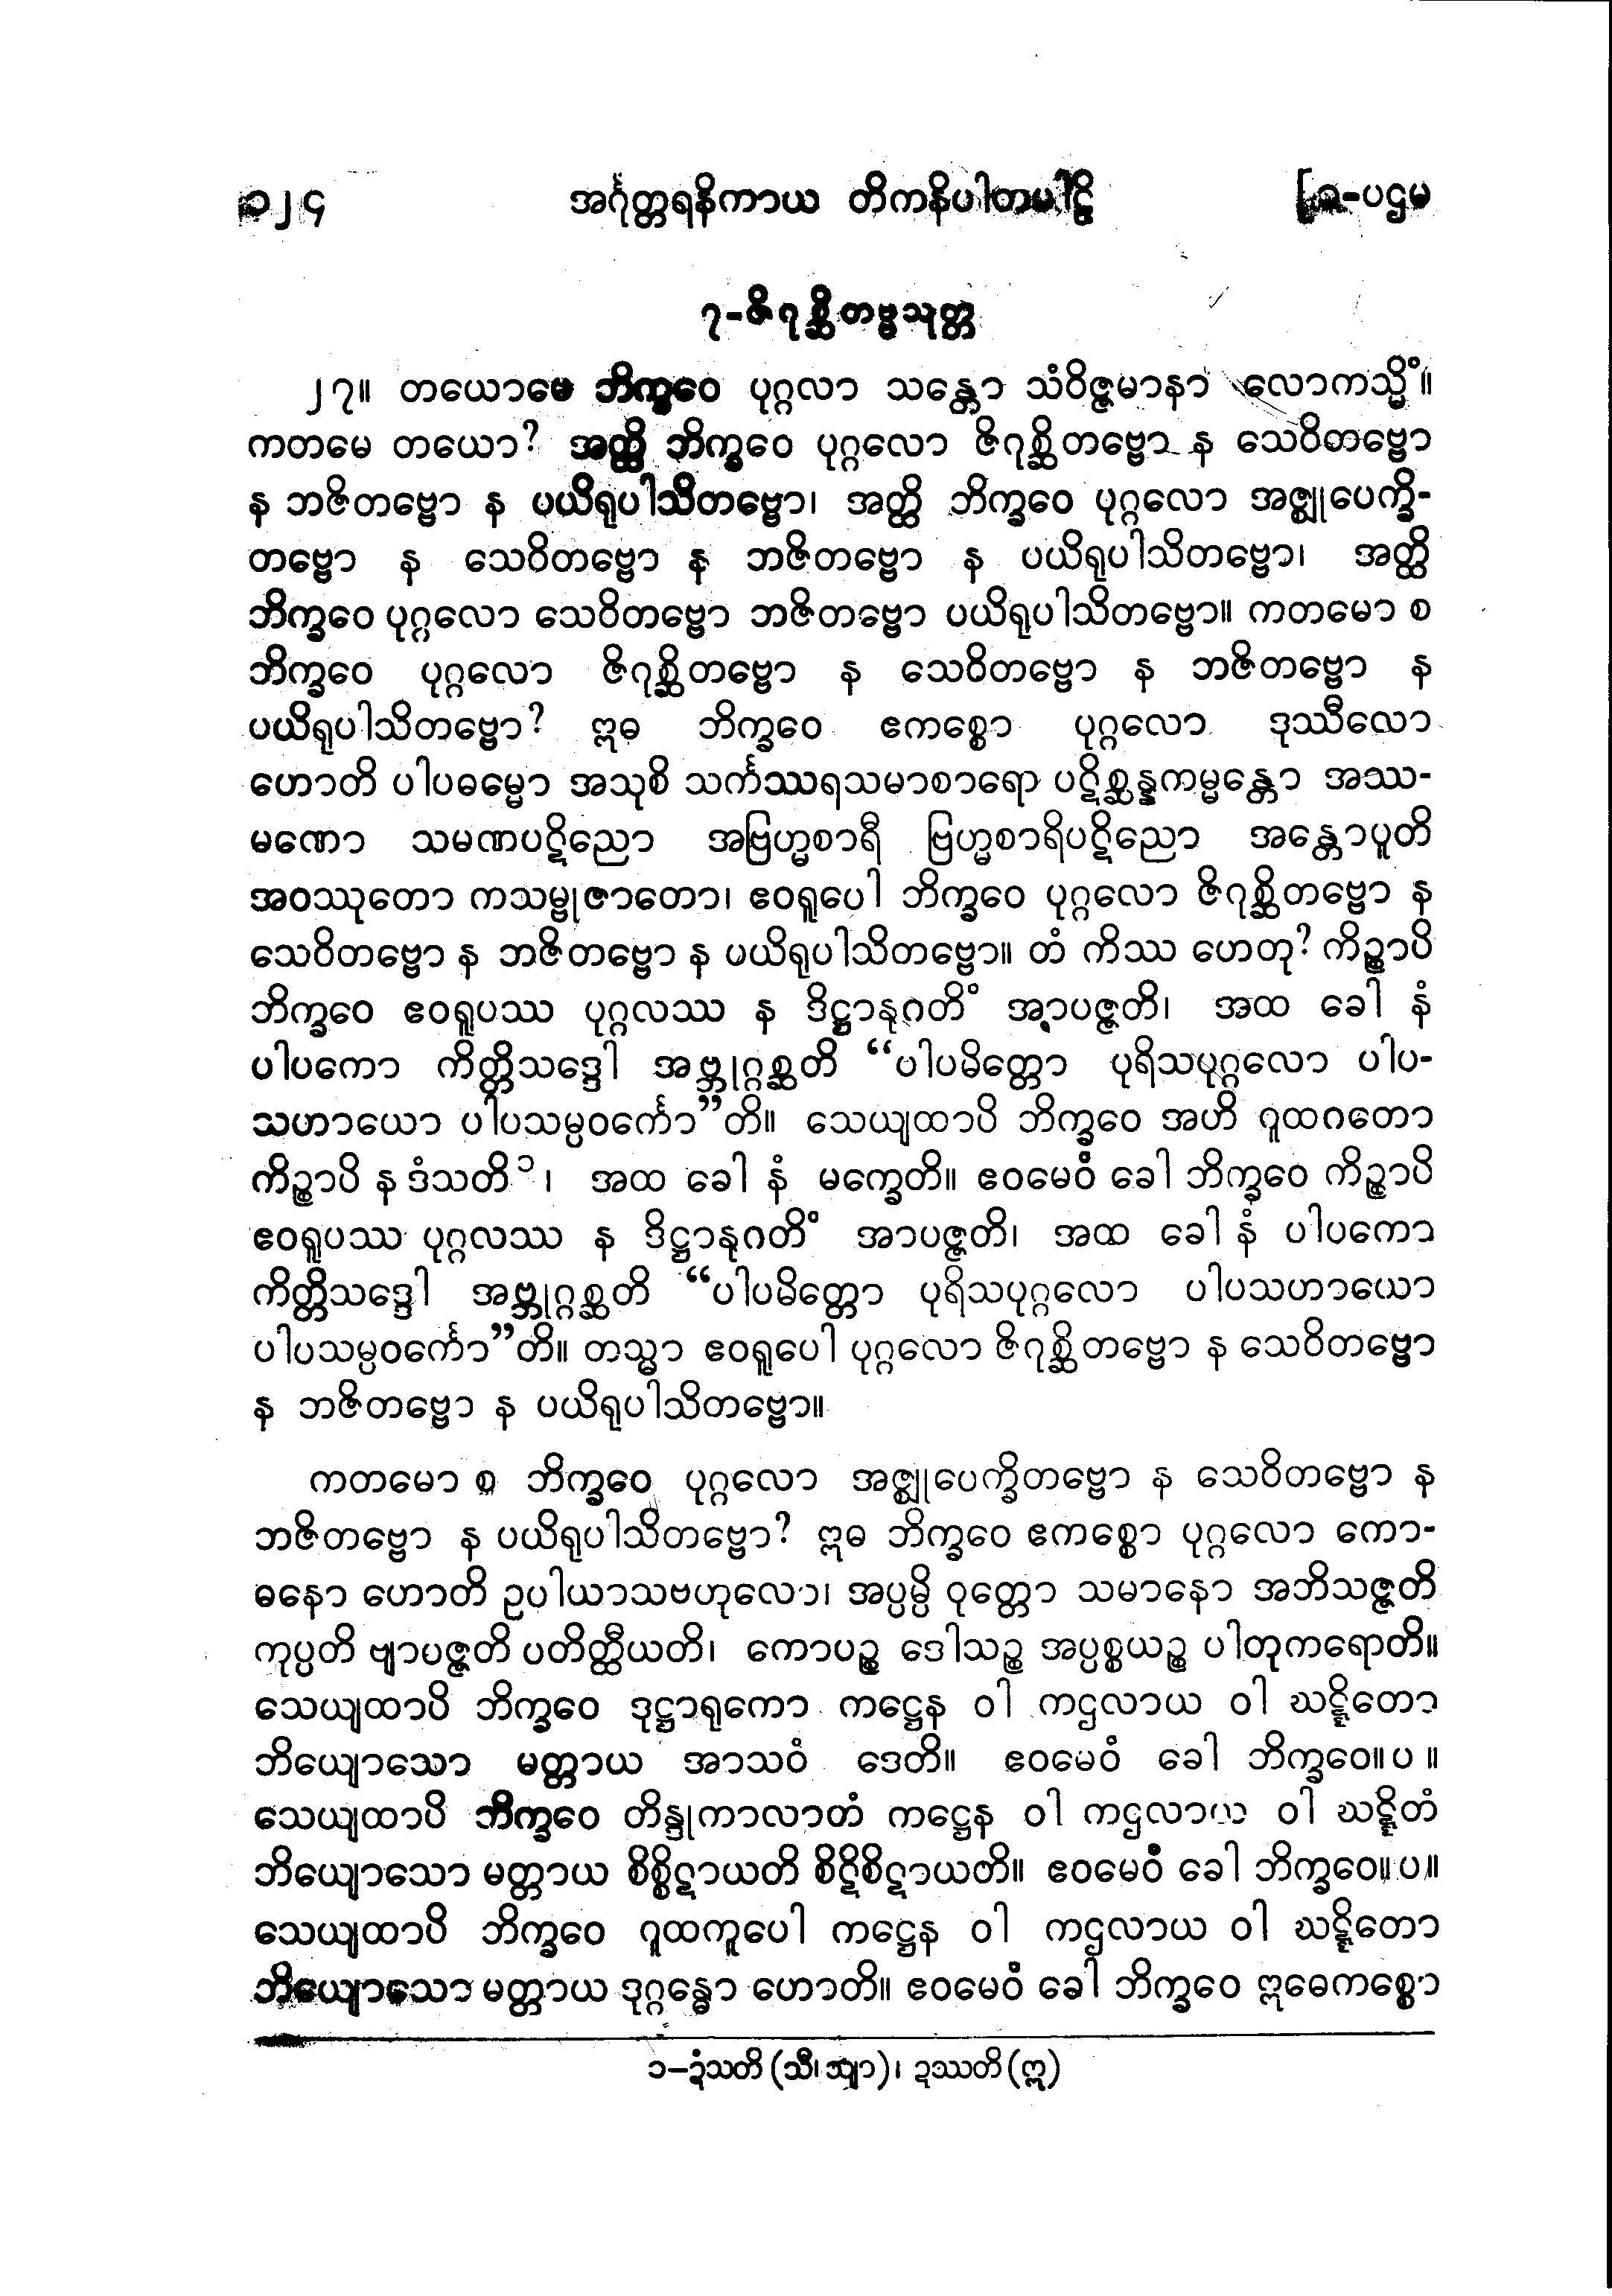 ၁၂၄ အင်္ဂုတ္တရနိကာယ တိကနိပါတပါဠိ [၃-ပဌမ
၇-ဇိဂုစ္ဆိတဗ္ဗသုတ္တ
၂၇။ တယောမေ ဘိက္ခဝေ ပုဂ္ဂလာ သန္တော သံဝိဇ္ဇမာနာ လောကသ္မိံ။
ကတမေ တယော? အတ္ထိ ဘိက္ခဝေ ပုဂ္ဂလော ဇိဂုစ္ဆိတဗ္ဗော န သေဝိတဗ္ဗော
န ဘဇိတဗ္ဗော န ပယိရုပါသိတဗ္ဗော၊ အတ္ထိ ဘိက္ခဝေ ပုဂ္ဂလော အဇ္ဈုပေက္ခိ-
တဗ္ဗော န သေဝိတဗ္ဗော န ဘဇိတဗ္ဗော န ပယိရုပါသိတဗ္ဗော၊ အတ္ထိ
ဘိက္ခဝေ ပုဂ္ဂလော သေဝိတဗ္ဗော ဘဇိတဗ္ဗော ပယိရုပါသိတဗ္ဗော။ ကတမော စ
ဘိက္ခဝေ ပုဂ္ဂလော ဇိဂုစ္ဆိတဗ္ဗော န သေဝိတဗ္ဗော န ဘဇိတဗ္ဗော န
ပယိရုပါသိတဗ္ဗော? ဣဓ ဘိက္ခဝေ ဧကစ္စော ပုဂ္ဂလော ဒုဿီလော
ဟောတိ ပါပဓမ္မော အသုစိ သင်္ကဿရသမာစာရော ပဋိစ္ဆန္နကမ္မန္တော အဿ-
မဏော သမဏပဋိညော အဗြဟ္မစာရီ ဗြဟ္မစာရိပဋိညော အန္တောပူတိ
အဝဿုတော ကသမ္ဗုဇာတော၊ ဧဝရူပေါ ဘိက္ခဝေ ပုဂ္ဂလော ဇိဂုစ္ဆိတဗ္ဗော န
သေဝိတဗ္ဗော န ဘဇိတဗ္ဗော န ပယိရုပါသိတဗ္ဗော။ တံ ကိဿ ဟေတု? ကိဉ္စာပိ
ဘိက္ခဝေ ဧဝရူပဿ ပုဂ္ဂလဿ န ဒိဋ္ဌာနုဂတိံ အာပဇ္ဇတိ၊ အထ ခေါ နံ
ပါပကော ကိတ္တိသဒ္ဒေါ အဗ္ဘုဂ္ဂစ္ဆတိ “ပါပမိတ္တော ပုရိသပုဂ္ဂလော ပါပ-
သဟာယော ပါပသမ္ပဝင်္ကော”တိ။ သေယျထာပိ ဘိက္ခဝေ အဟိ ဂူထဂတော
ကိဉ္စာပိ န ဒံသတိ၁၊ အထ ခေါ နံ မက္ခေတိ။ ဧဝမေဝံ ခေါ ဘိက္ခဝေ ကိဉ္စာပိ
ဧဝရူပဿ ပုဂ္ဂလဿ န ဒိဋ္ဌာနုဂတိံ အာပဇ္ဇတိ၊ အထ ခေါ နံ ပါပကော
ကိတ္တိသဒ္ဒေါ အဗ္ဘုဂ္ဂစ္ဆတိ “ပါပမိတ္တော ပုရိသပုဂ္ဂလော ပါပသဟာယော
ပါပသမ္ပဝင်္ကော”တိ။ တသ္မာ ဧဝရူပေါ ပုဂ္ဂလော ဇိဂုစ္ဆိတဗ္ဗော န သေဝိတဗ္ဗော
န ဘဇိတဗ္ဗော န ပယိရုပါသိတဗ္ဗော။
ကတမော စ ဘိက္ခဝေ ပုဂ္ဂလော အဇ္ဈုပေက္ခိတဗ္ဗော န သေဝိတဗ္ဗော န
ဘဇိတဗ္ဗော န ပယိရုပါသိတဗ္ဗော? ဣဓ ဘိက္ခဝေ ဧကစ္စော ပုဂ္ဂလော ကော-
ဓနော ဟောတိ ဥပါယာသဗဟုလော၊ အပ္ပမ္ပိ ဝုတ္တော သမာနော အဘိသဇ္ဇတိ
ကုပ္ပတိ ဗျာပဇ္ဇတိ ပတိတ္ထီယတိ၊ ကောပဉ္စ ဒေါသဉ္စ အပ္ပစ္စယဉ္စ ပါတုကရောတိ။
သေယျထာပိ ဘိက္ခဝေ ဒုဋ္ဌာရုကော ကဋ္ဌေန ဝါ ကဌလာယ ဝါ ဃဋ္ဋိတော
ဘိယျောသော မတ္တာယ အာသဝံ ဒေတိ။ ဧဝမေဝံ ခေါ ဘိက္ခဝေ။ပ။
သေယျထာပိ ဘိက္ခဝေ တိန္ဒုကာလာတံ ကဋ္ဌေန ဝါ ကဌလာယ ဝါ ဃဋ္ဋိတံ
ဘိယျောသော မတ္တာယ စိစ္စိဋာယတိ စိဋိစိဋာယတိ။ ဧဝမေဝံ ခေါ ဘိက္ခဝေ။ပ။
သေယျထာပိ ဘိက္ခဝေ ဂူထကူပေါ ကဋ္ဌေန ဝါ ကဌလာယ ဝါ ဃဋ္ဋိတော
ဘိယျောသော မတ္တာယ ဒုဂ္ဂန္ဓော ဟောတိ။ ဧဝမေဝံ ခေါ ဘိက္ခဝေ ဣဓေကစ္စော
၁-ဍံသတိ (သီ၊သျာ)၊ ဍဿတိ (ဣ)